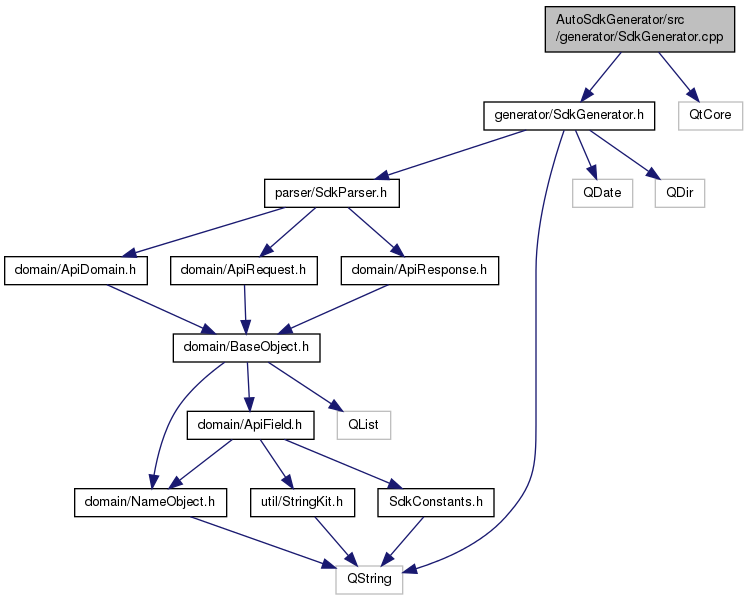 AutoSdkGenerator/src
/generator/SdkGenerator.cpp
generator/SdkGenerator.h
QtCore
parser/SdkParser.h
QDate
QDir
domain/ApiDomain.h
domain/ApiRequest.h
domain/ApiResponse.h
domain/BaseObject.h
domain/ApiField.h
QList
domain/NameObject.h
util/StringKit.h
SdkConstants.h
QString